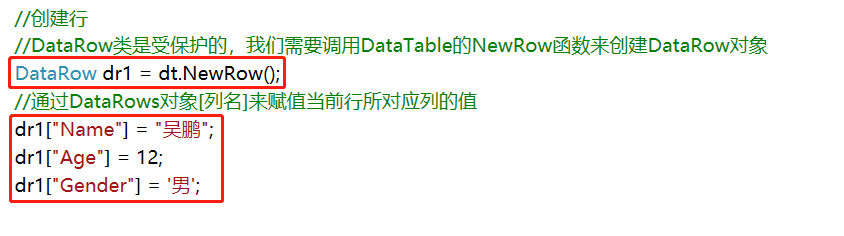 //创建行
//DataRow类是受保护的，我们需要调用DataTable的NewRow函数来创建DataRow对象
DataRow dr1 = dt.NewRow();
//通过DataRows对象[列名]来赋值当前行所对应列的值
dr1["Name"] = "吴鹏";
dr1["Age"] = 12;
dr1["Gender"] = '男';